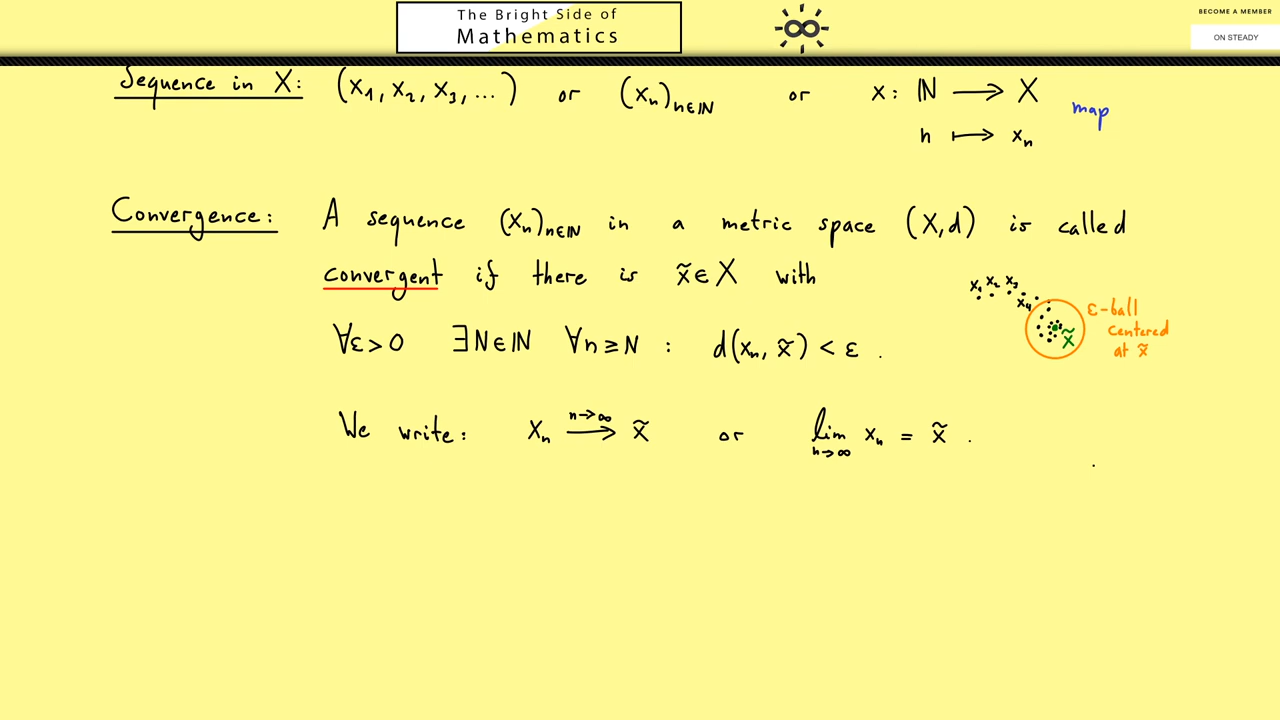 The Bright Side of
Mathematics
BECOME A MEMBER
ON STEADY
Sequence in X: (x₁, x₂, x₃, ...) or (xₙ)ₙ∈ℕ or x: ℕ ⟶ X
map
n ⟼ xₙ
Convergence: A sequence (xₙ)ₙ∈ℕ in a metric space (X,d) is called
convergent if there is x̃ ∈ X with
x₁ x₂ x₃
x₄
x̃
ε-ball
centered
at x̃
∀ε>0 ∃N∈ℕ ∀n≥N : d(xₙ, x̃) < ε .
We write: xₙ ⟶ x̃ (n→∞) or lim xₙ = x̃ .
n→∞